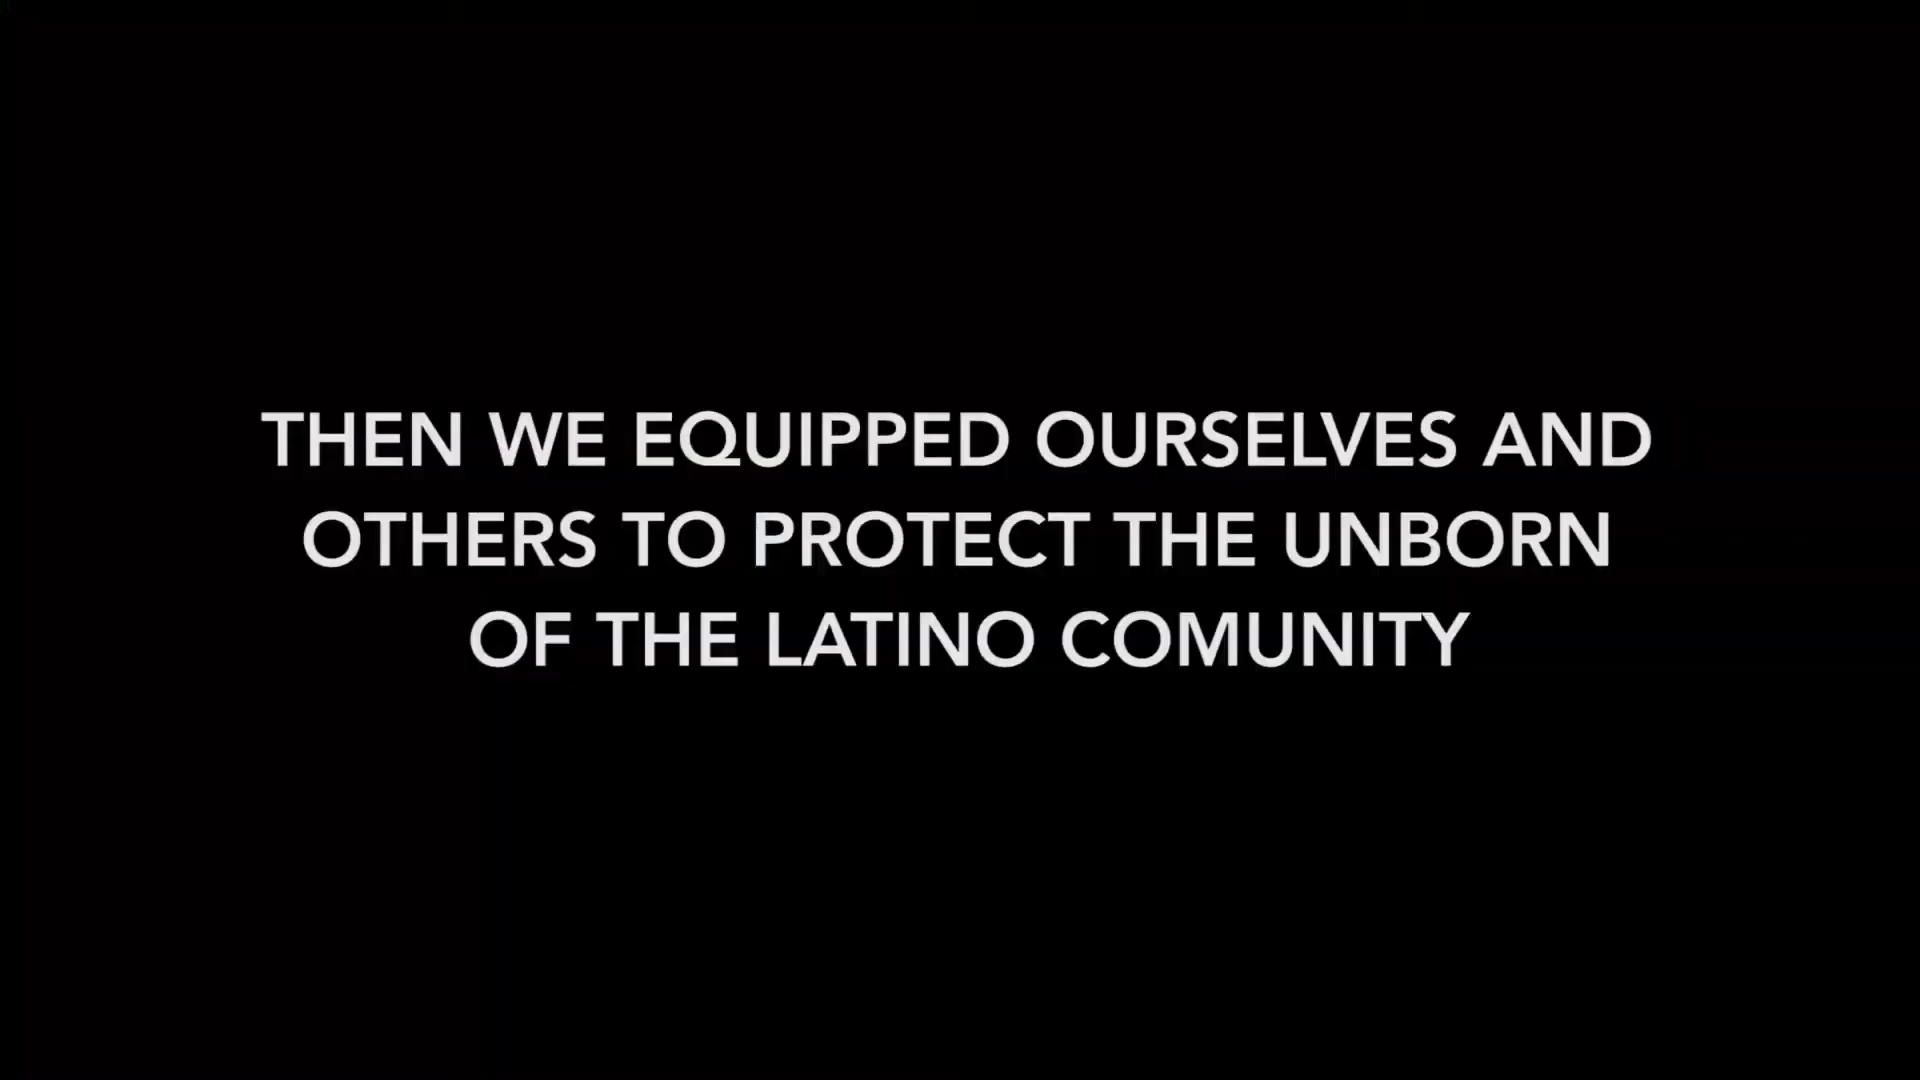 THEN WE EQUIPPED OURSELVES AND
OTHERS TO PROTECT THE UNBORN
OF THE LATINO COMUNITY